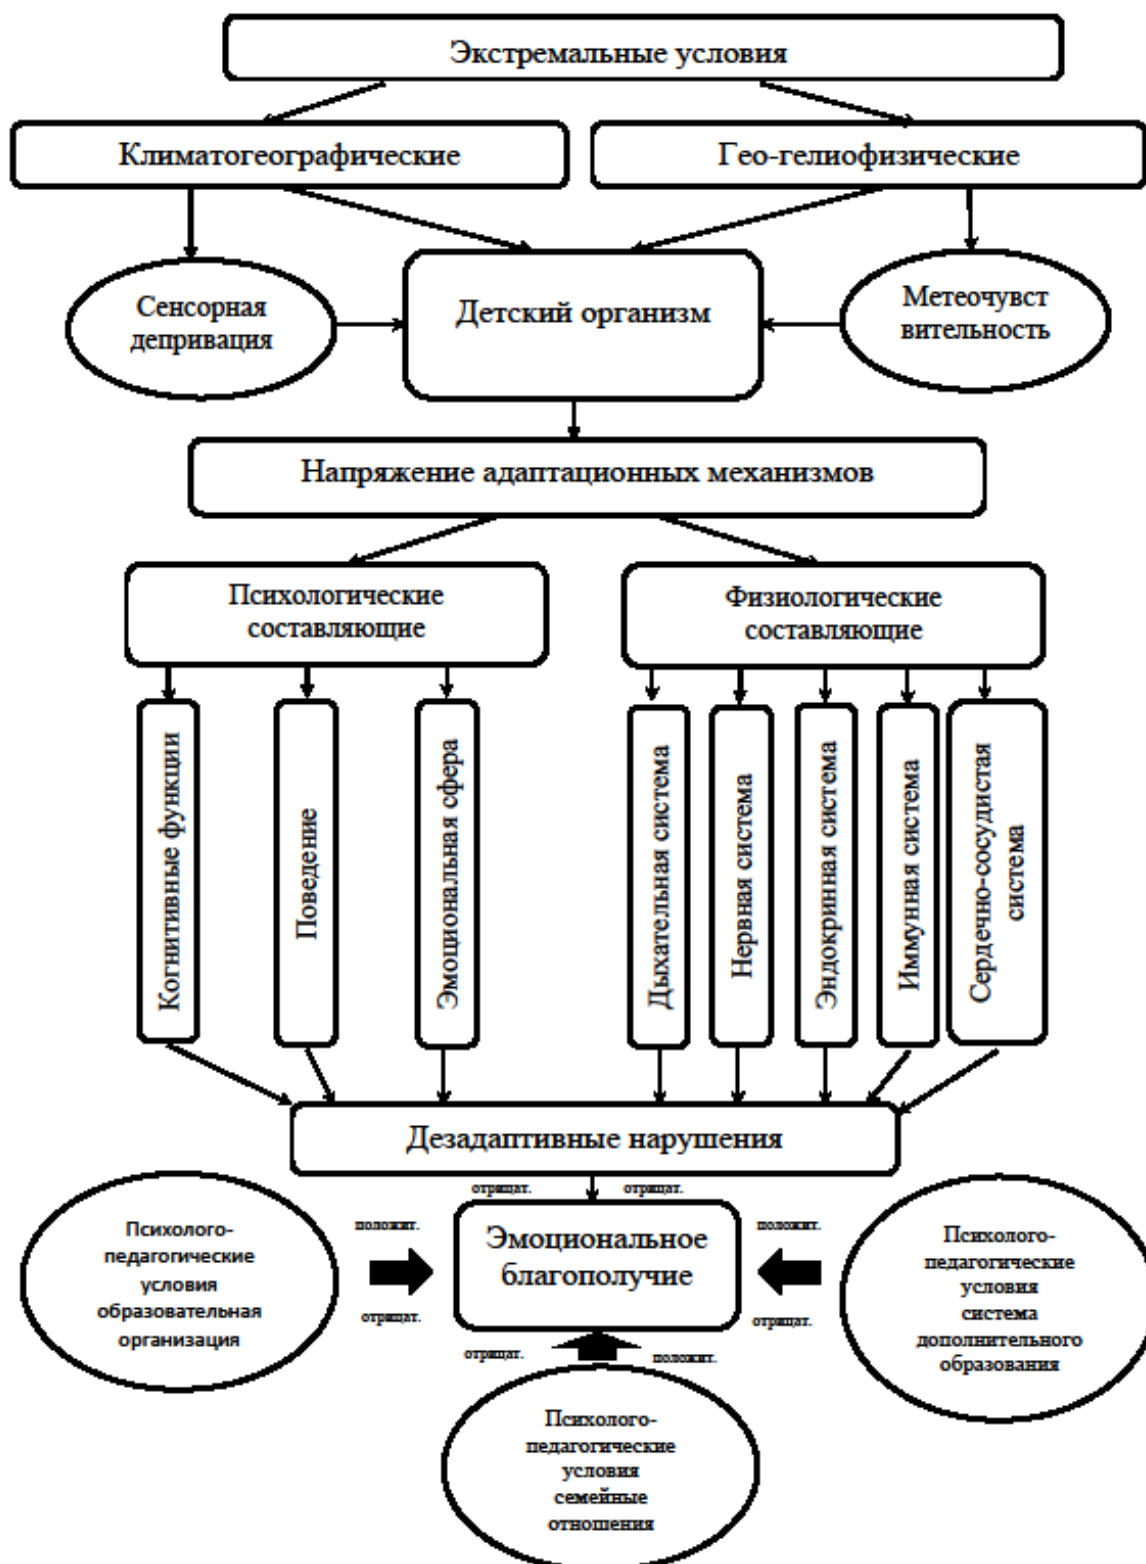 Экстремальные условия
Климатогеографические
Гео-гелиофизические
Сенсорная
депривация
Детский организм
Метеочувст
вительность
Напряжение адаптационных механизмов
Психологические
составляющие
Физиологические
составляющие
Когнитивные функции
Поведение
Эмоциональная сфера
Дыхательная система
Нервная система
Эндокринная система
Иммунная система
Сердечно-сосудистая
система
Дезадаптивные нарушения
отрицат.
отрицат.
Психолого-
педагогические
условия
образовательная
организация
положит.
отрицат.
Эмоциональное
благополучие
положит.
отрицат.
Психолого-
педагогические
условия
система
дополнительного
образования
отрицат.
положит.
Психолого-
педагогические
условия
семейные
отношения